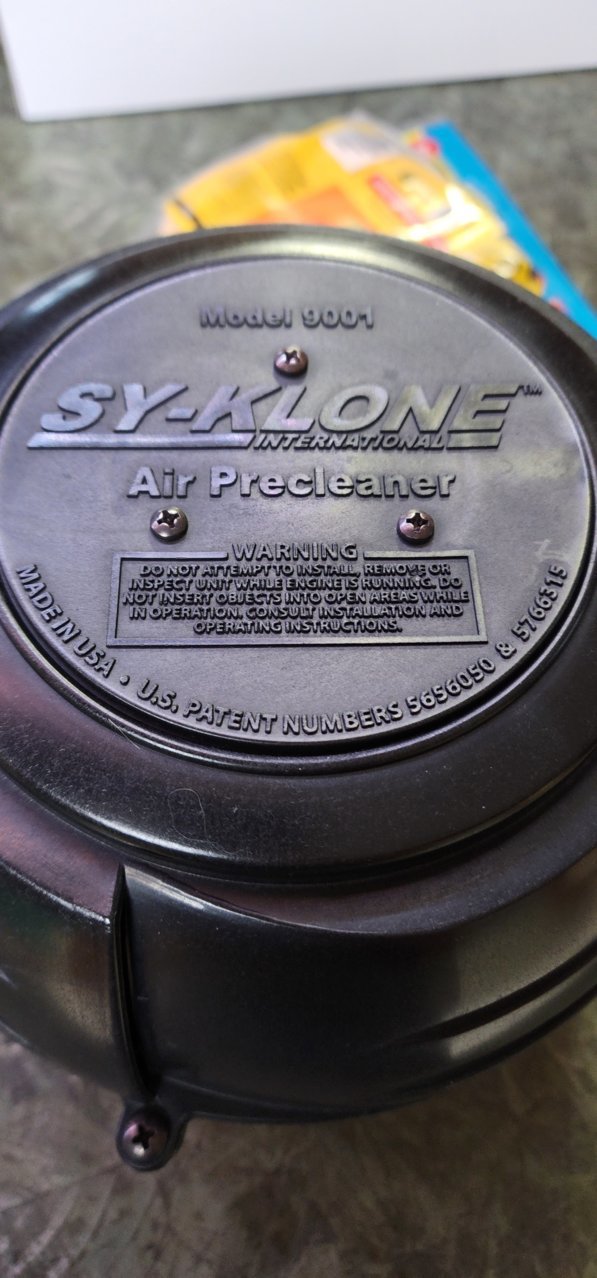 Model 9001
SY-KLONE™
INTERNATIONAL
Air Precleaner
WARNING
DO NOT ATTEMPT TO INSTALL, REMOVE OR
INSPECT UNIT WHILE ENGINE IS RUNNING. DO
NOT INSERT OBJECTS INTO OPEN AREAS WHILE
IN OPERATION. CONSULT INSTALLATION AND
OPERATING INSTRUCTIONS.
MADE IN USA • U.S. PATENT NUMBERS 5656050 & 5766315